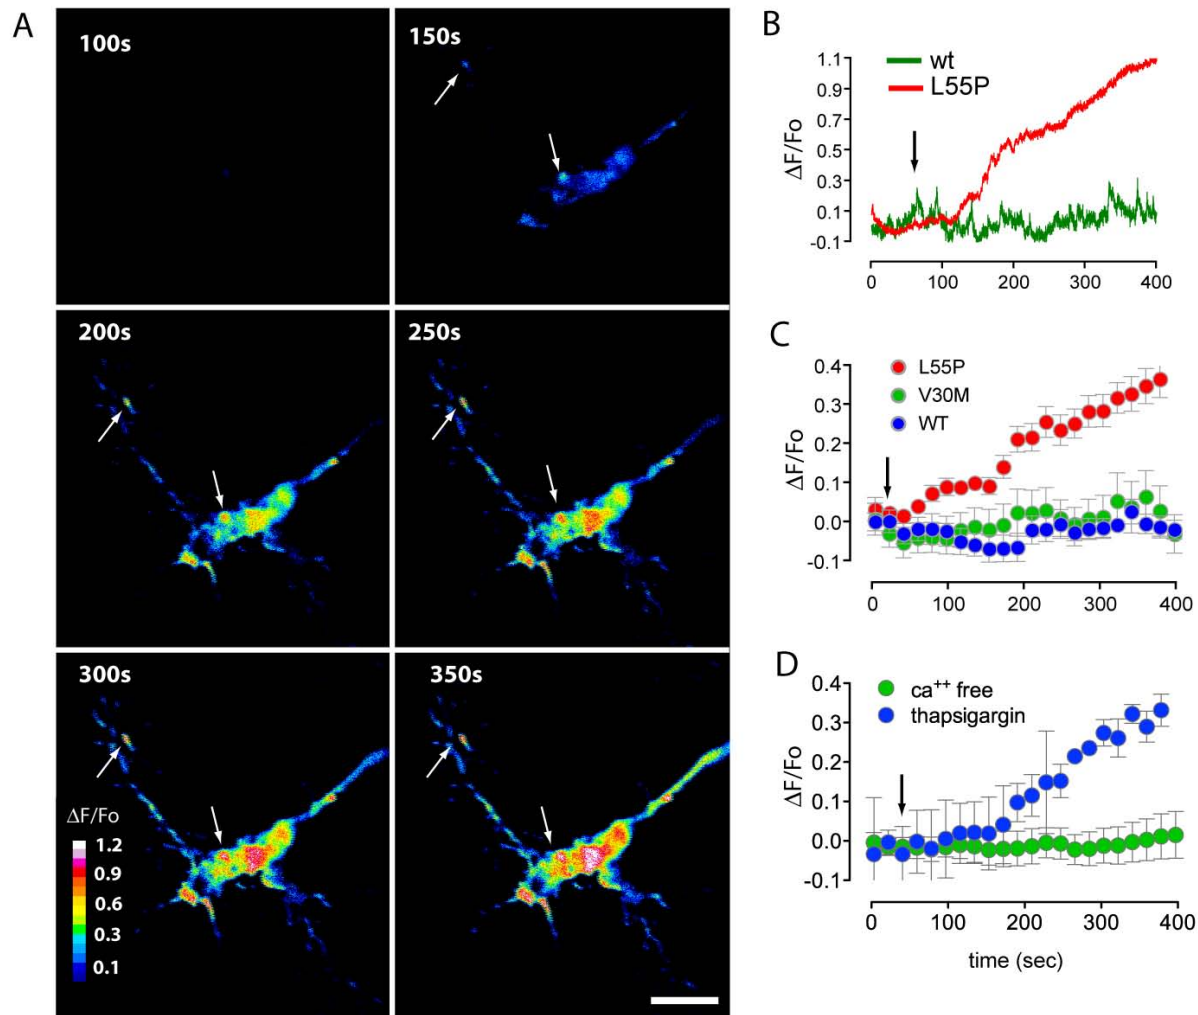 A
100s
150s
200s
250s
300s
350s
ΔF/Fo
1.2
0.9
0.6
0.3
0.1
B
wt
L55P
ΔF/Fo
1.1
0.9
0.7
0.5
0.3
0.1
-0.1
0 100 200 300 400
C
L55P
V30M
WT
ΔF/Fo
0.4
0.3
0.2
0.1
0.0
-0.1
0 100 200 300 400
D
ca++ free
thapsigargin
ΔF/Fo
0.4
0.3
0.2
0.1
0.0
-0.1
0 100 200 300 400
time (sec)